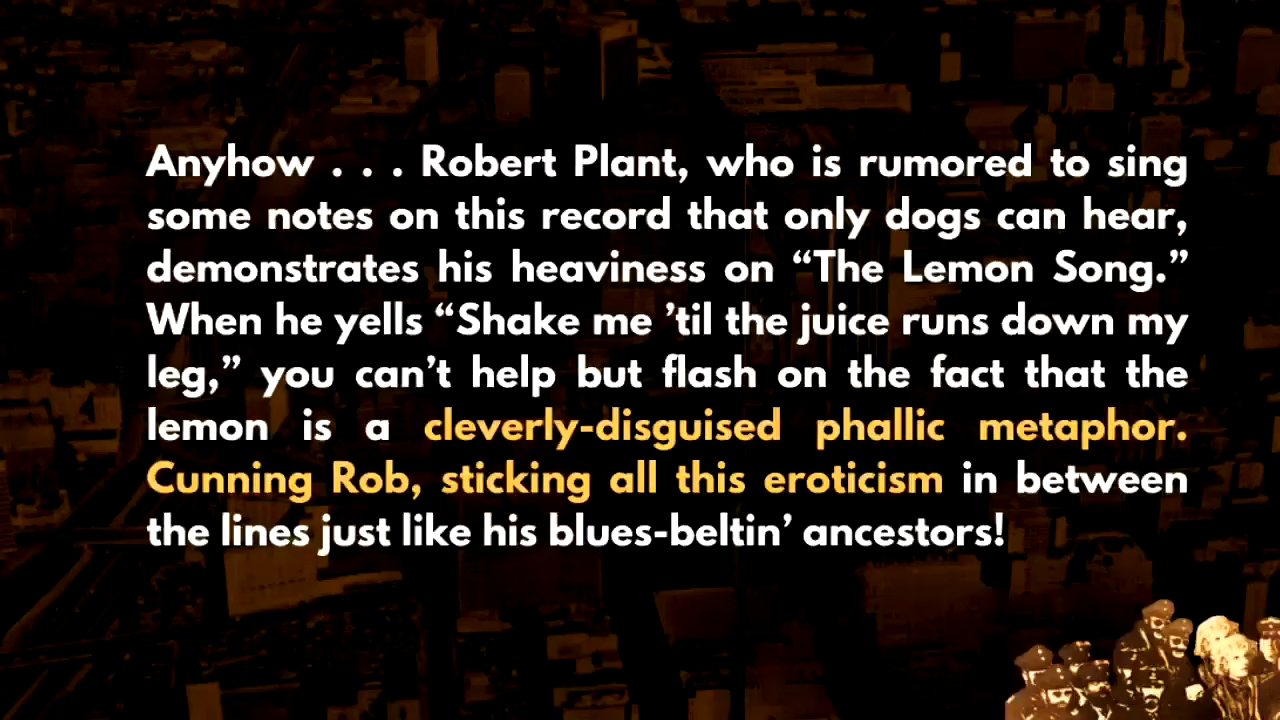 Anyhow . . . Robert Plant, who is rumored to sing
some notes on this record that only dogs can hear,
demonstrates his heaviness on “The Lemon Song.”
When he yells “Shake me ’til the juice runs down my
leg,” you can’t help but flash on the fact that the
lemon is a cleverly-disguised phallic metaphor.
Cunning Rob, sticking all this eroticism in between
the lines just like his blues-beltin’ ancestors!